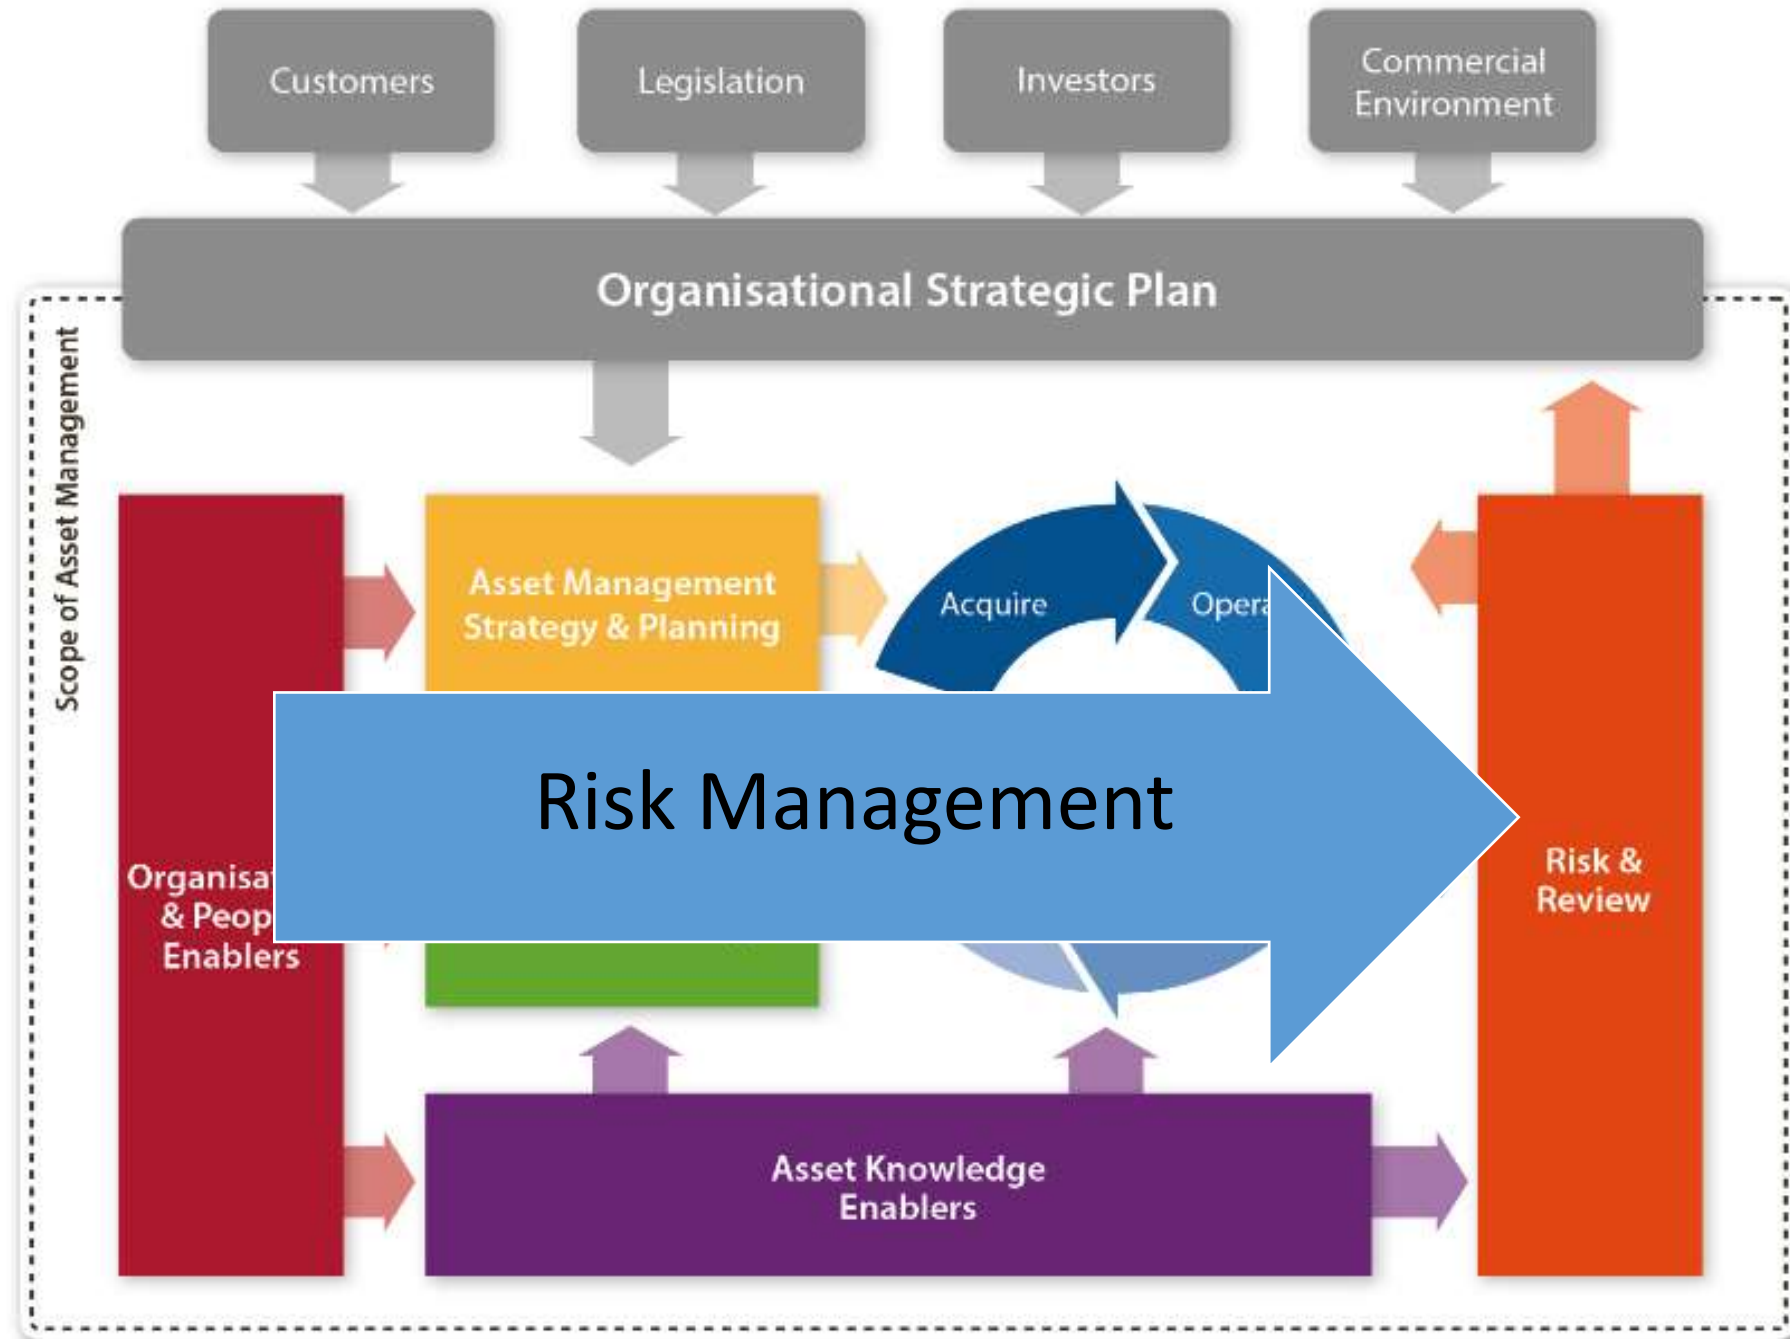 Customers
Legislation
Investors
Commercial
Environment
Organisational Strategic Plan
Scope of Asset Management
Asset Management
Strategy & Planning
Acquire
Opera
Risk Management
Organisa
& Peop
Enablers
Risk &
Review
Asset Knowledge
Enablers